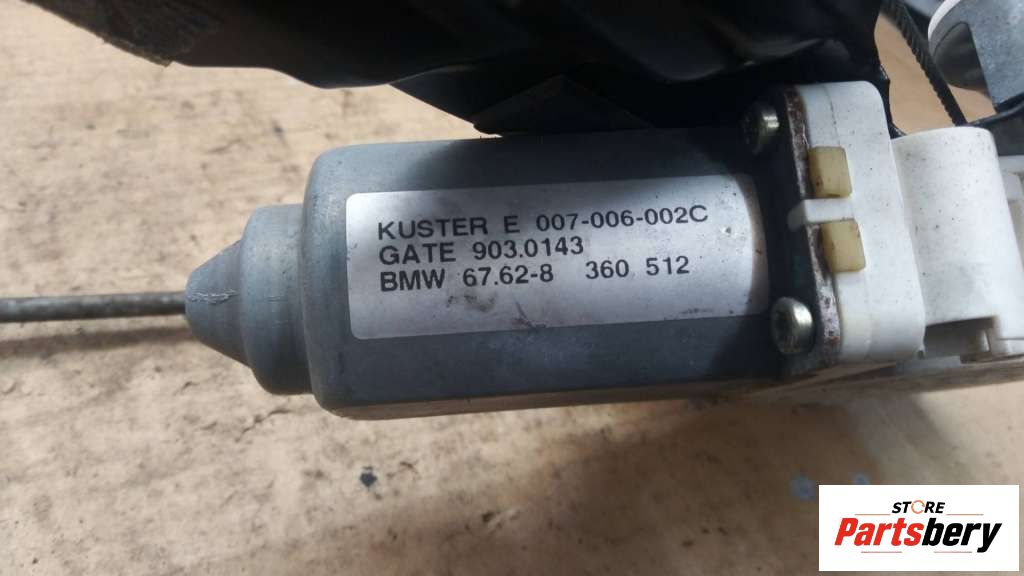 KUSTER E 007-006-002C
GATE 903.0143
BMW 67.62-8 360 512
STORE
Partsbery